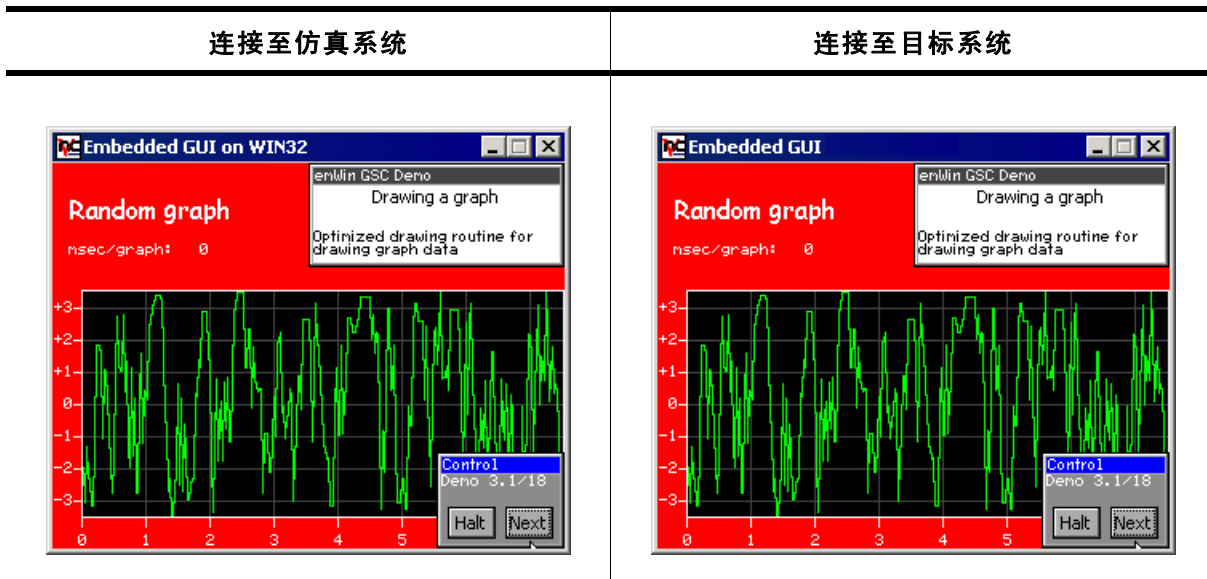 连接至仿真系统
连接至目标系统
Embedded GUI on WIN32
emWin GSC Demo
Drawing a graph
Random graph
Optimized drawing routine for
msec/graph: 0
drawing graph data
+3
+2
+1
0
-1
-2
-3
Control
Demo 3.1/18
Halt Next
0 1 2 3 4 5
Embedded GUI
emWin GSC Demo
Drawing a graph
Random graph
Optimized drawing routine for
msec/graph: 0
drawing graph data
+3
+2
+1
0
-1
-2
-3
Control
Demo 3.1/18
Halt Next
0 1 2 3 4 5